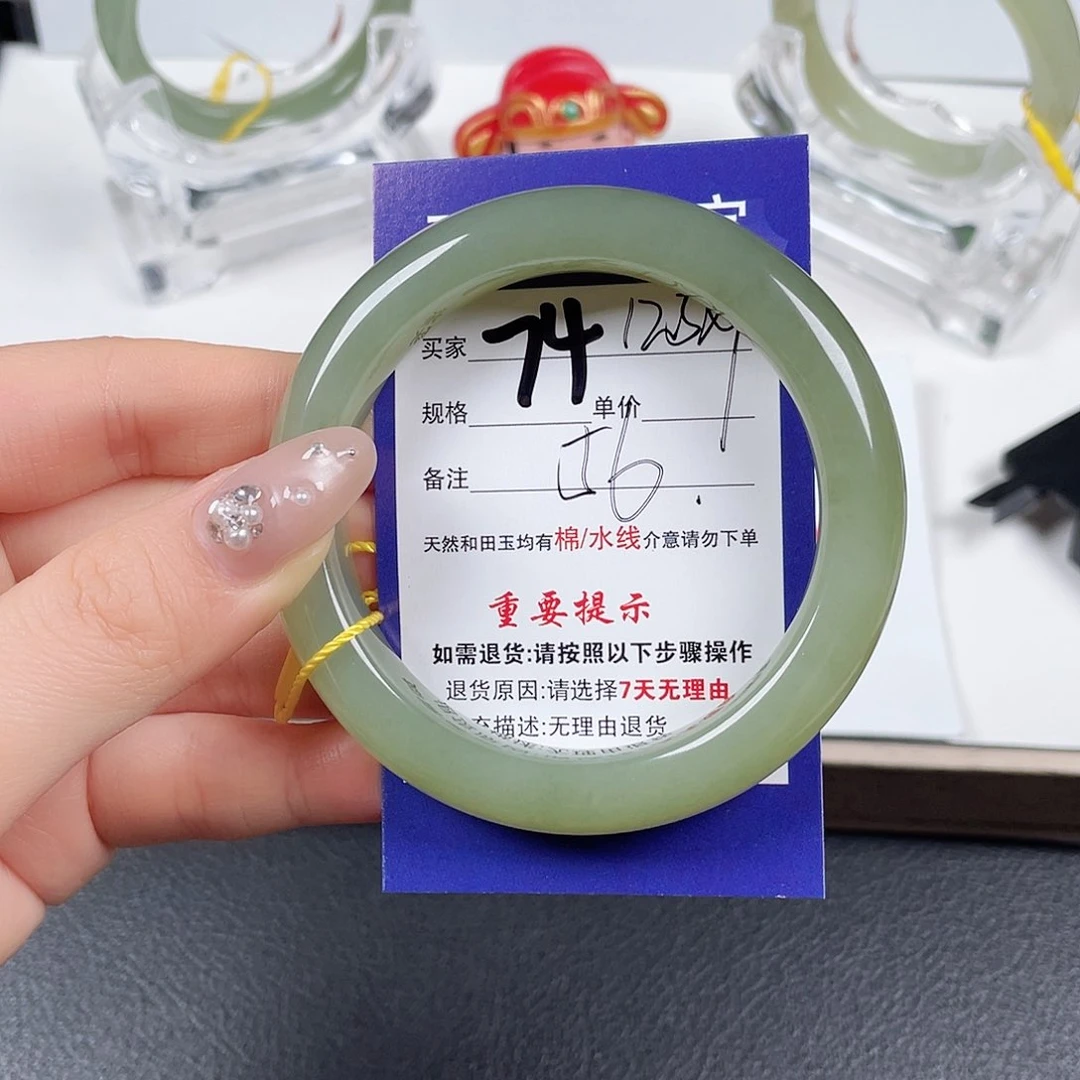 买家 74
规格 单价
备注 56.
天然和田玉均有棉/水线介意请勿下单
重要提示
如需退货:请按照以下步骤操作
退货原因:请选择7天无理由
充描述:无理由退货